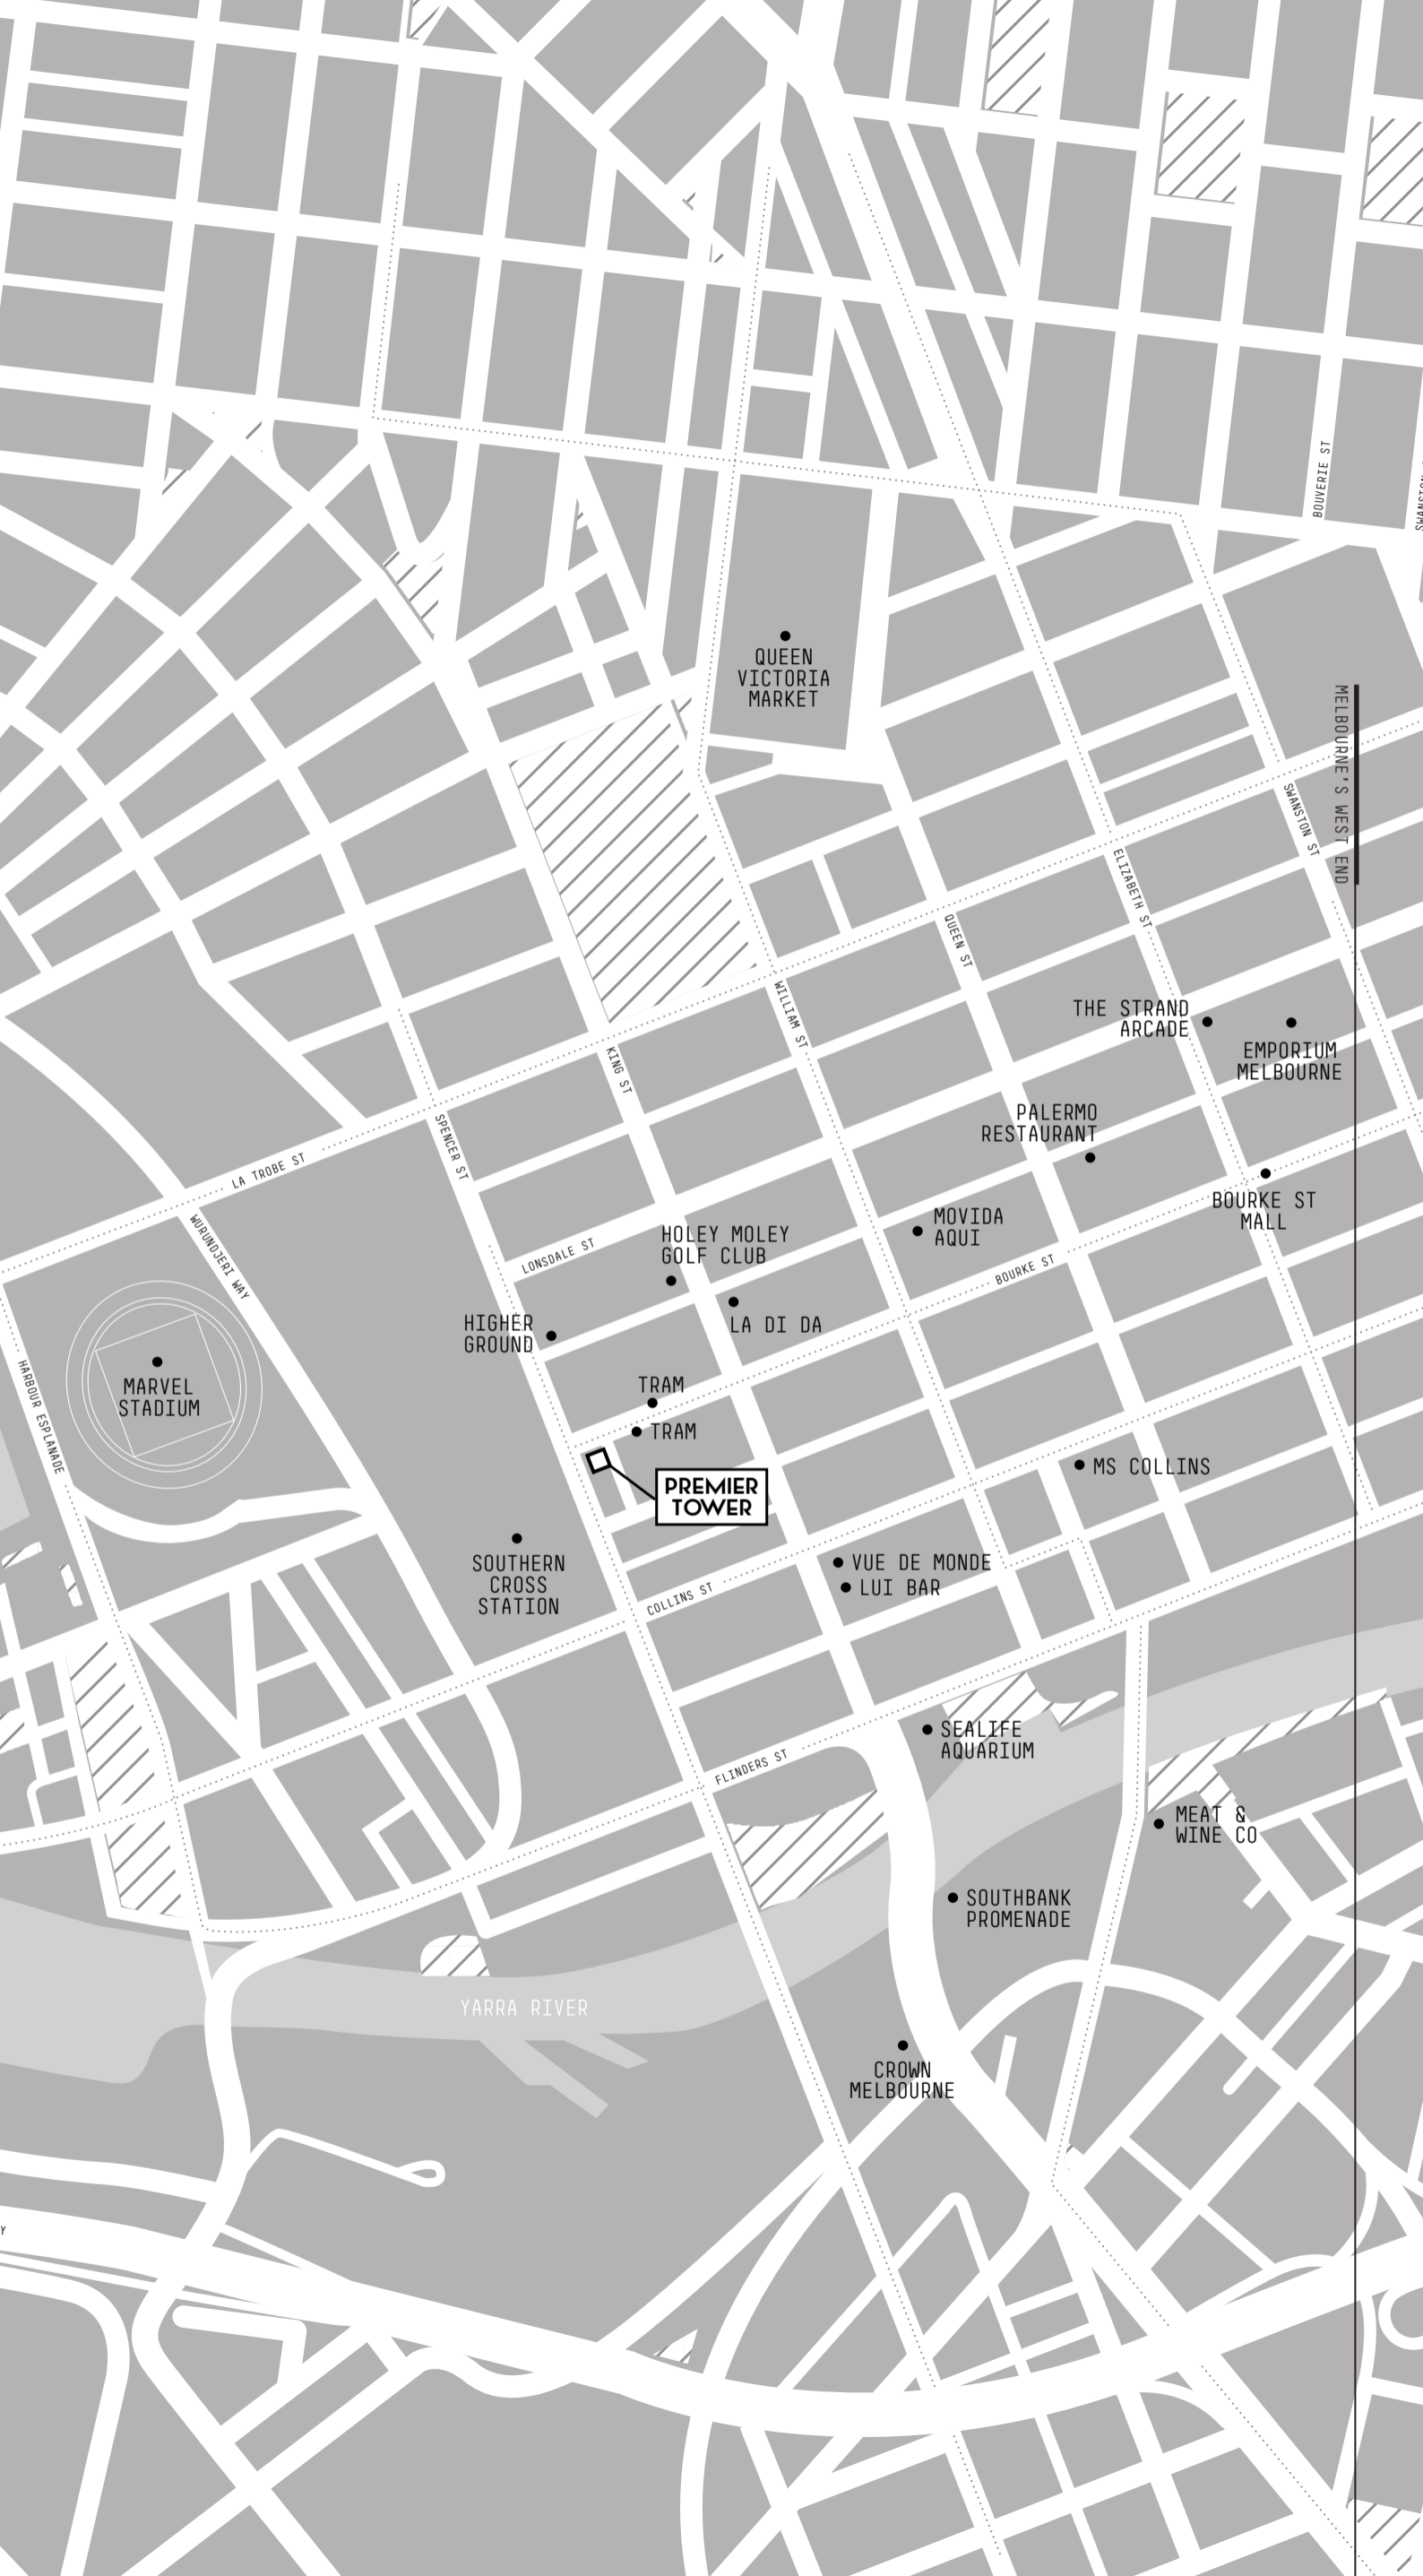 BOUVERIE ST
SWANSTON
QUEEN
VICTORIA
MARKET
MELBOURNE'S WEST END
SWANSTON ST
ELIZABETH ST
QUEEN ST
WILLIAM ST
KING ST
SPENCER ST
THE STRAND
ARCADE
EMPORIUM
MELBOURNE
PALERMO
RESTAURANT
LA TROBE ST
BOURKE ST
MALL
WURUNDJERI WAY
MOVIDA
AQUI
HOLEY MOLEY
GOLF CLUB
LONSDALE ST
BOURKE ST
LA DI DA
HIGHER
GROUND
MARVEL
STADIUM
HARBOUR ESPLANADE
TRAM
TRAM
MS COLLINS
PREMIER
TOWER
SOUTHERN
CROSS
STATION
VUE DE MONDE
LUI BAR
COLLINS ST
SEALIFE
AQUARIUM
FLINDERS ST
MEAT &
WINE CO
SOUTHBANK
PROMENADE
YARRA RIVER
CROWN
MELBOURNE
Y